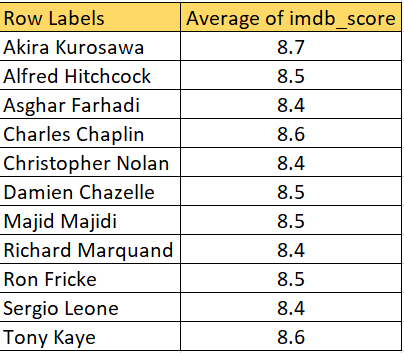 Row Labels Average of imdb_score
Akira Kurosawa 8.7
Alfred Hitchcock 8.5
Asghar Farhadi 8.4
Charles Chaplin 8.6
Christopher Nolan 8.4
Damien Chazelle 8.5
Majid Majidi 8.5
Richard Marquand 8.4
Ron Fricke 8.5
Sergio Leone 8.4
Tony Kaye 8.6